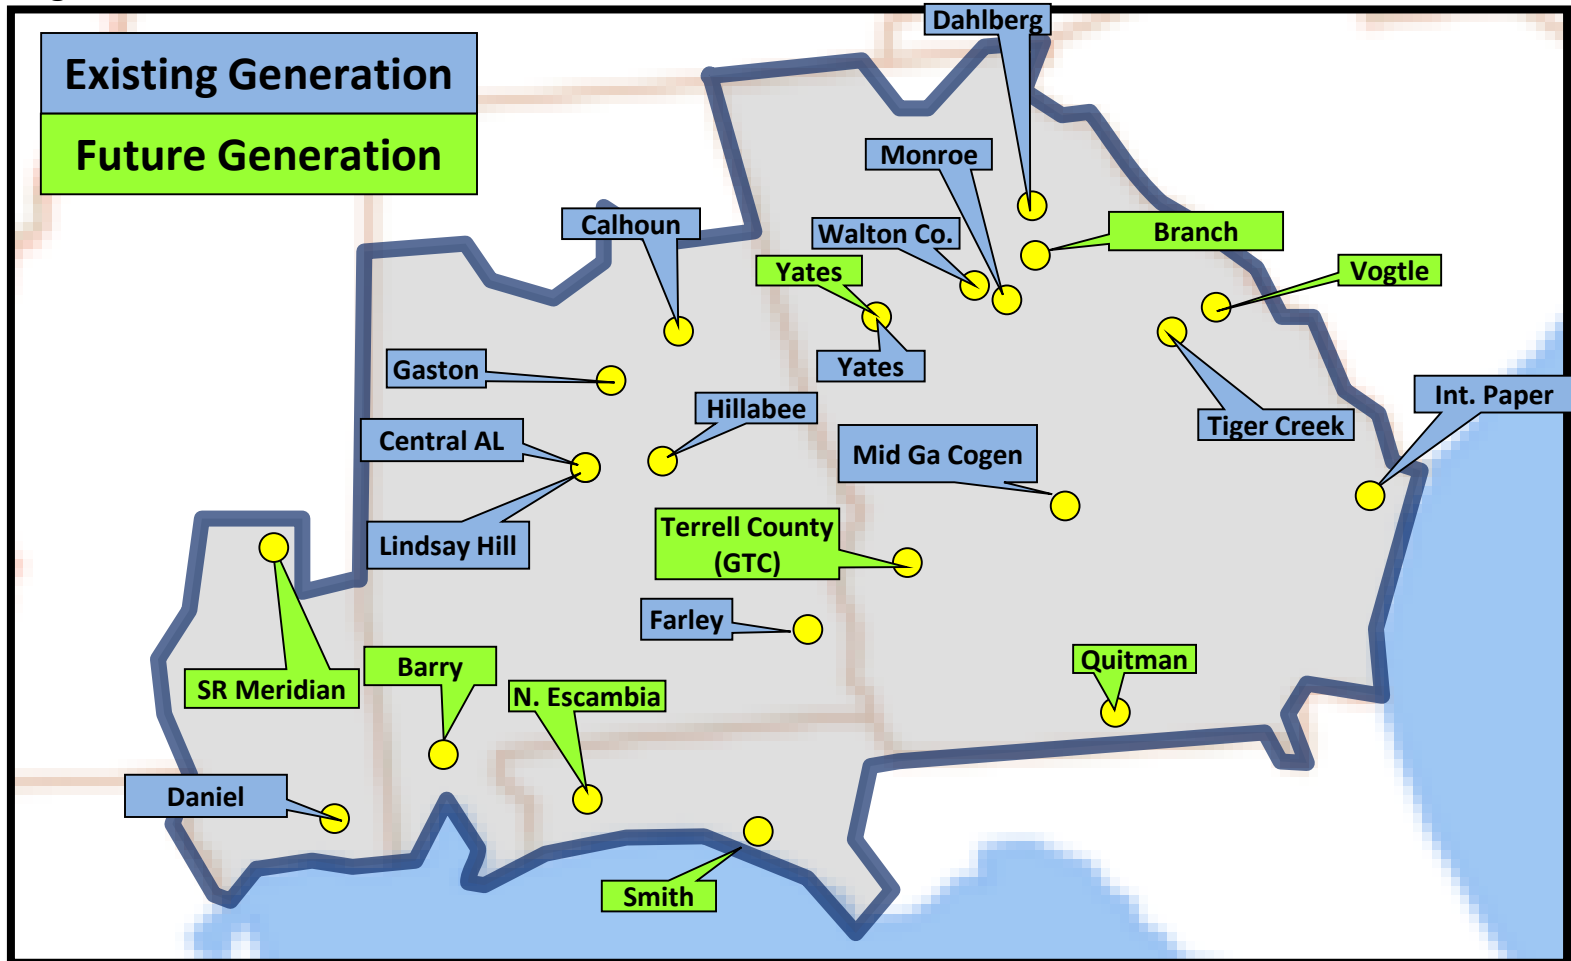 Existing Generation
Future Generation
Dahlberg
Monroe
Calhoun
Walton Co.
Branch
Yates
Vogtle
Gaston
Yates
Hillabee
Int. Paper
Tiger Creek
Central AL
Mid Ga Cogen
Lindsay Hill
Terrell County
(GTC)
Farley
SR Meridian
Barry
N. Escambia
Quitman
Daniel
Smith